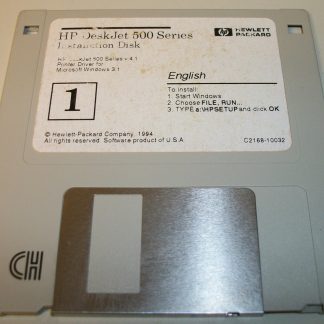 HP DeskJet 500 Series
Instruction Disk
HEWLETT
PACKARD
HP DeskJet 500 Series v 4.1
Printer Driver for
Microsoft Windows 3.1
1
English
To install:
1. Start Windows
2. Choose FILE, RUN...
3. TYPE a:\HPSETUP and click OK
© Hewlett-Packard Company, 1994
All rights reserved. Software product of U.S.A
C2168-10032
CH